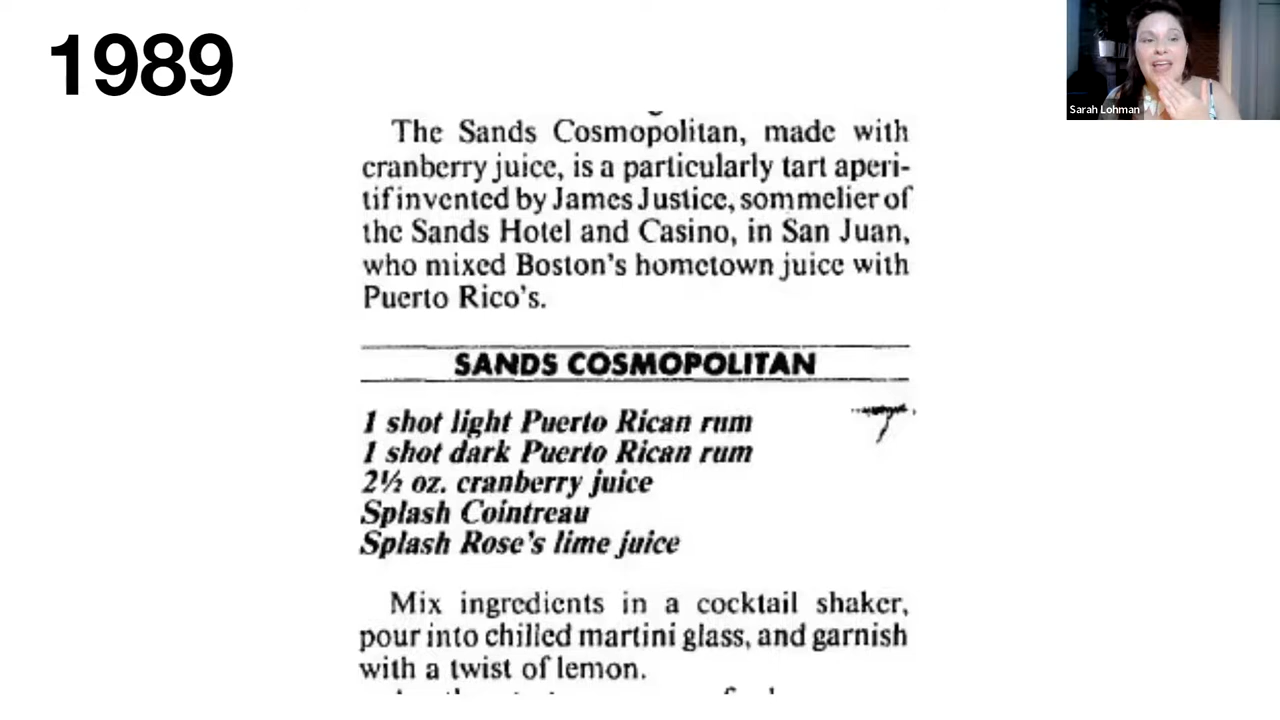 1989
Sarah Lohman
The Sands Cosmopolitan, made with
cranberry juice, is a particularly tart aperi-
tif invented by James Justice, sommelier of
the Sands Hotel and Casino, in San Juan,
who mixed Boston's hometown juice with
Puerto Rico's.
SANDS COSMOPOLITAN
1 shot light Puerto Rican rum
1 shot dark Puerto Rican rum
2½ oz. cranberry juice
Splash Cointreau
Splash Rose's lime juice
Mix ingredients in a cocktail shaker,
pour into chilled martini glass, and garnish
with a twist of lemon.